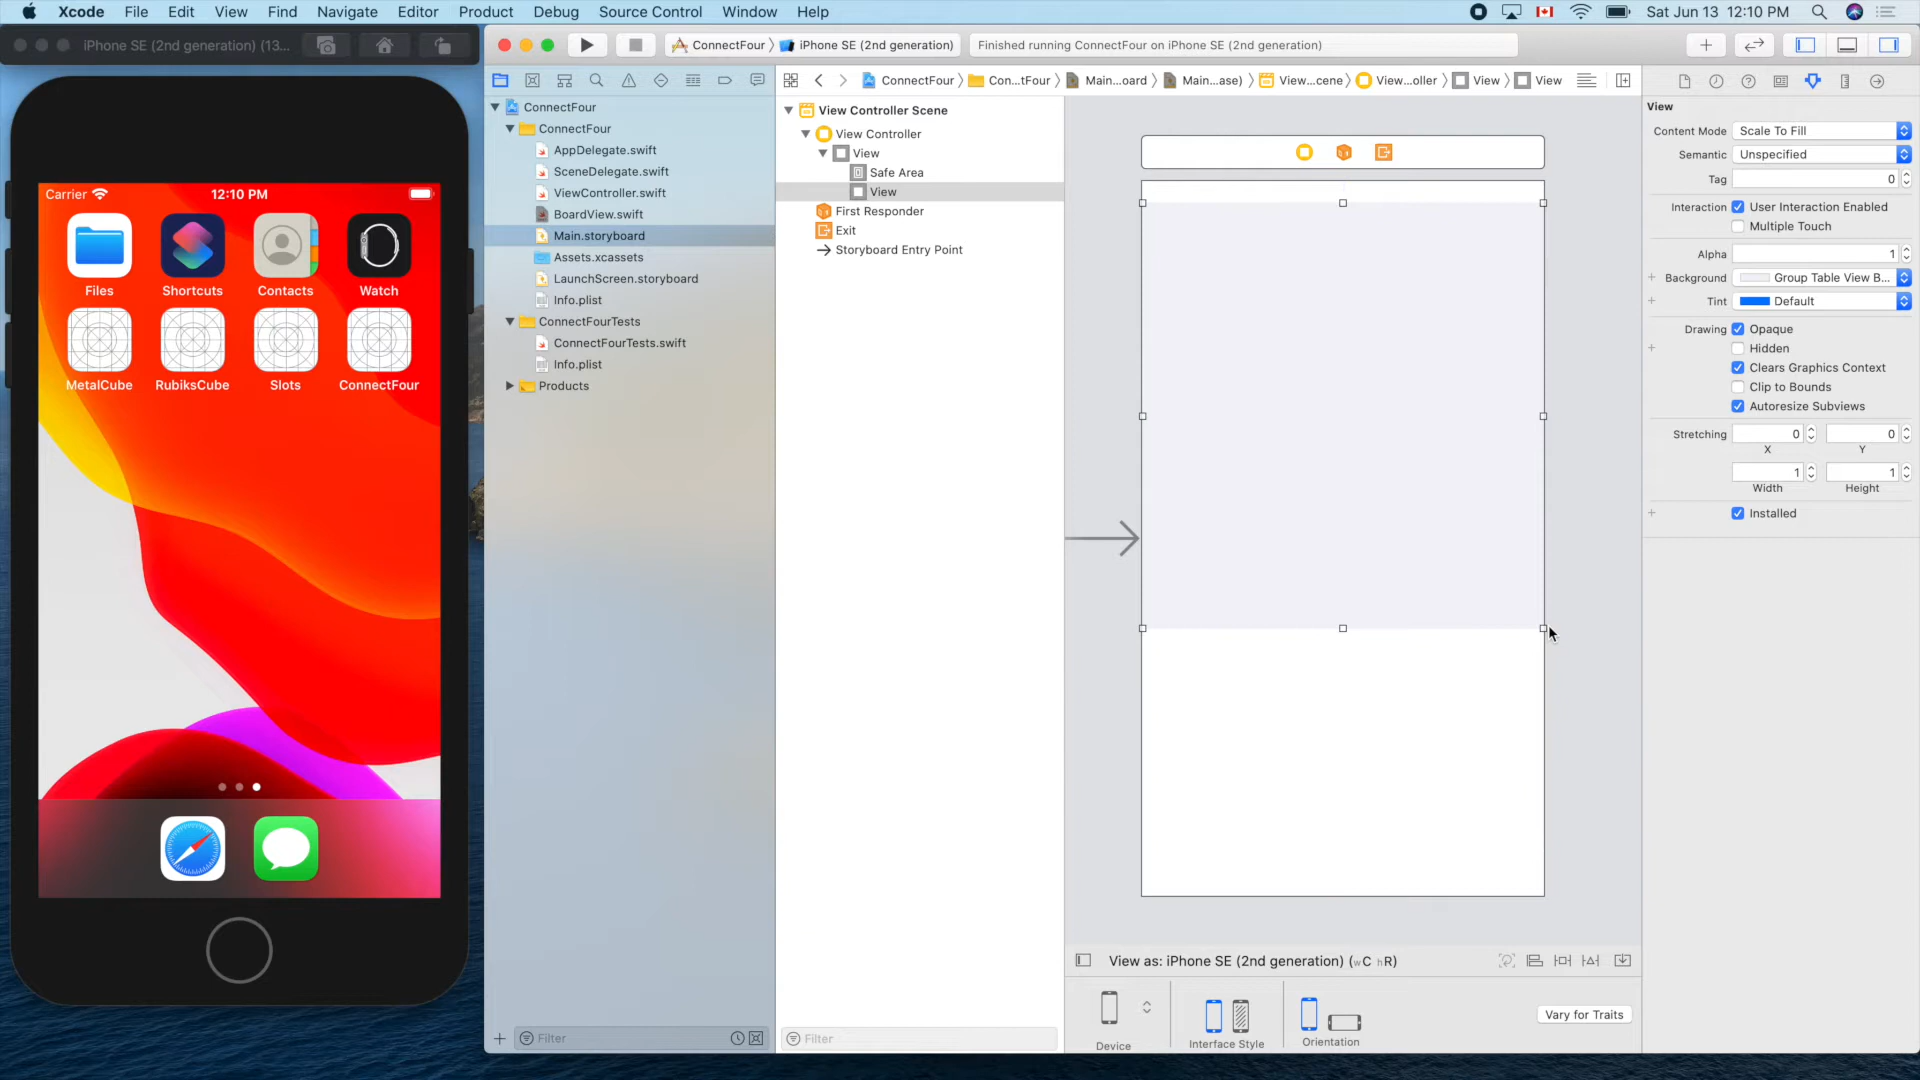 Xcode File Edit View Find Navigate Editor Product Debug Source Control Window Help Sat Jun 13 12:10 PM
iPhone SE (2nd generation) (13...
ConnectFour iPhone SE (2nd generation) Finished running ConnectFour on iPhone SE (2nd generation)
ConnectFour Con...tFour Main...oard Main...ase) View...cene View...oller View View
Carrier 12:10 PM
Files Shortcuts Contacts Watch
MetalCube RubiksCube Slots ConnectFour
ConnectFour
ConnectFour
AppDelegate.swift
SceneDelegate.swift
ViewController.swift
BoardView.swift
Main.storyboard
Assets.xcassets
LaunchScreen.storyboard
Info.plist
ConnectFourTests
ConnectFourTests.swift
Info.plist
Products
Filter
View Controller Scene
View Controller
View
Safe Area
View
First Responder
Exit
Storyboard Entry Point
Filter
View as: iPhone SE (2nd generation) (wC hR)
Device Interface Style Orientation
Vary for Traits
View
Content Mode Scale To Fill
Semantic Unspecified
Tag 0
Interaction User Interaction Enabled
Multiple Touch
Alpha 1
+ Background Group Table View B...
+ Tint Default
Drawing Opaque
+ Hidden
Clears Graphics Context
Clip to Bounds
Autoresize Subviews
Stretching 0 0
X Y
1 1
Width Height
+ Installed